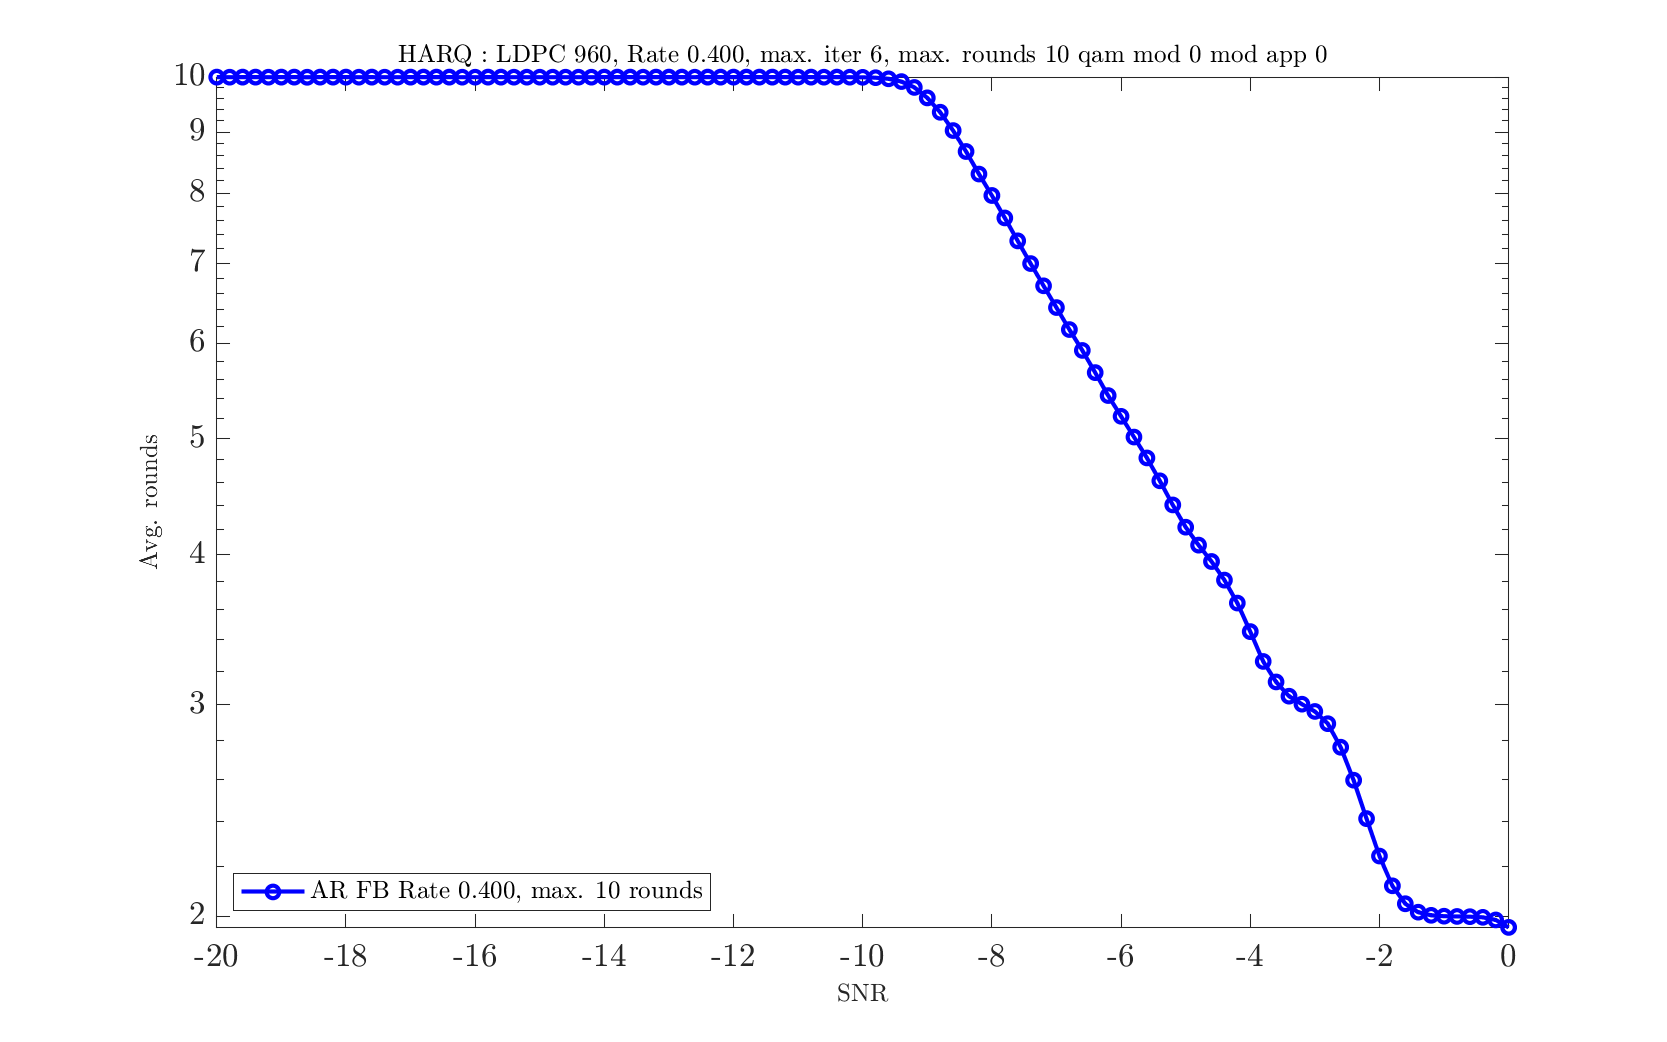 HARQ : LDPC 960, Rate 0.400, max. iter 6, max. rounds 10 qam mod 0 mod app 0
10
9
8
7
6
5
4
3
2
Avg. rounds
AR FB Rate 0.400, max. 10 rounds
-20 -18 -16 -14 -12 -10 -8 -6 -4 -2 0
SNR